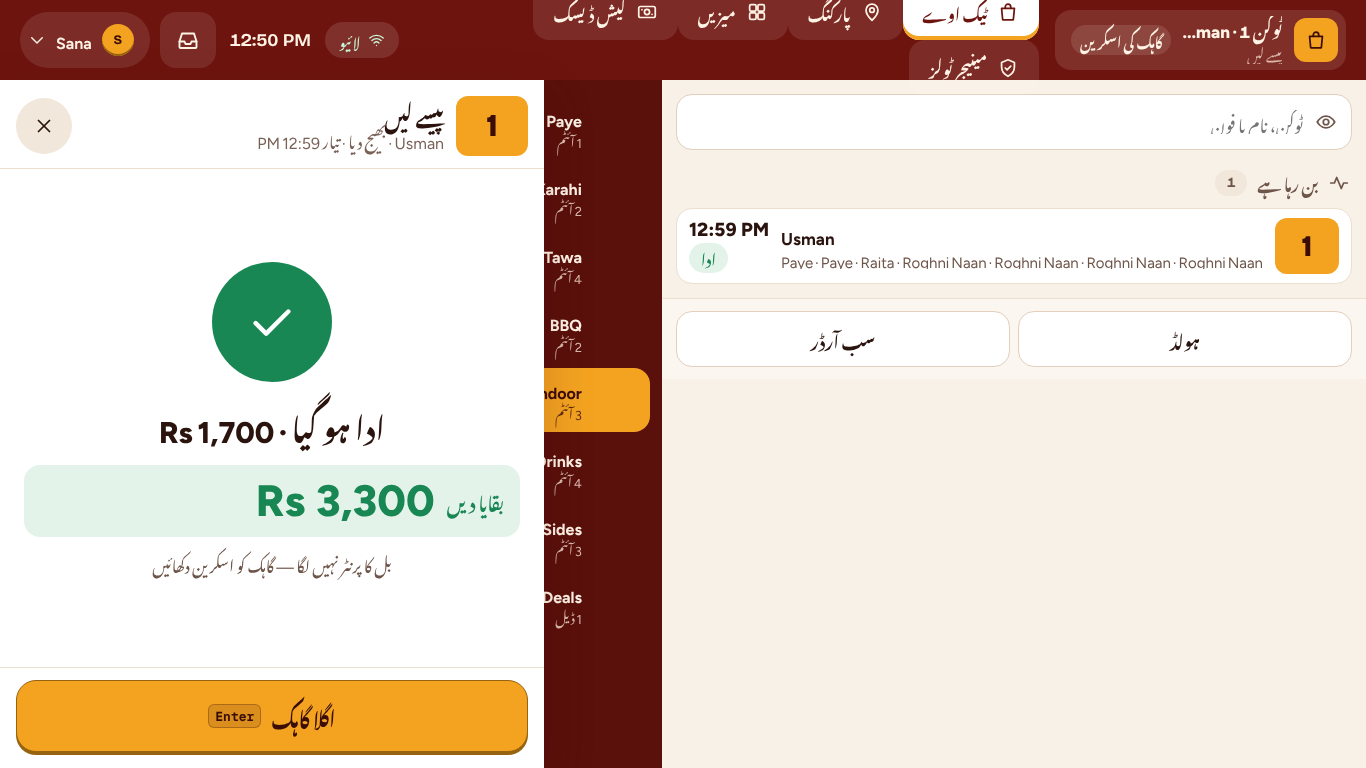 ٹوکن 1 · man...
پیسے لیں
گاہک کی اسکرین
ٹیک اوے
پارکنگ
میزیں
کیش ڈیسک
مینیجر ٹولز
لائیو
12:50 PM
S
Sana
ٹوکن، نام یا فون
بن رہا ہے
1
1
Usman
Paye · Paye · Raita · Roghni Naan · Roghni Naan · Roghni Naan · Roghni Naan
12:59 PM
ادا
ہولڈ
سب آرڈر
Paye
1 آئٹم
Karahi
2 آئٹم
Tawa
4 آئٹم
BBQ
2 آئٹم
ndoor
3 آئٹم
Drinks
4 آئٹم
Sides
3 آئٹم
Deals
1 ڈیل
1
پیسے لیں
Usman · بھیج دیا · تیار 12:59 PM
ادا ہو گیا · Rs 1,700
بقایا دیں Rs 3,300
بل کا پرنٹر نہیں لگا — گاہک کو اسکرین دکھائیں
اگلا گاہک Enter